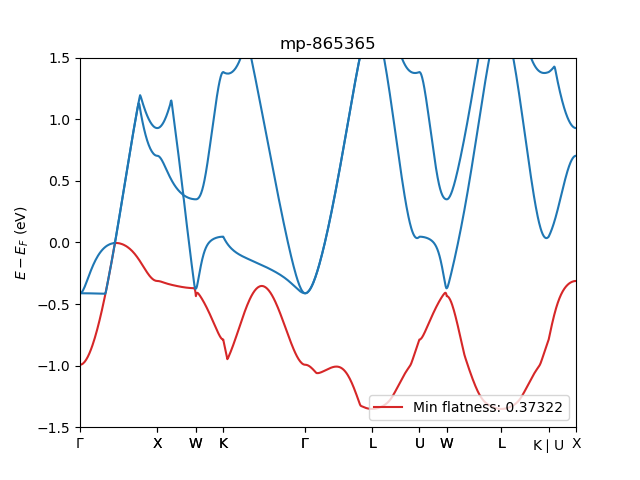 mp-865365
E − E_F (eV)
1.5
1.0
0.5
0.0
−0.5
−1.0
−1.5
Min flatness: 0.37322
Γ X W K Γ L U W L K | U X